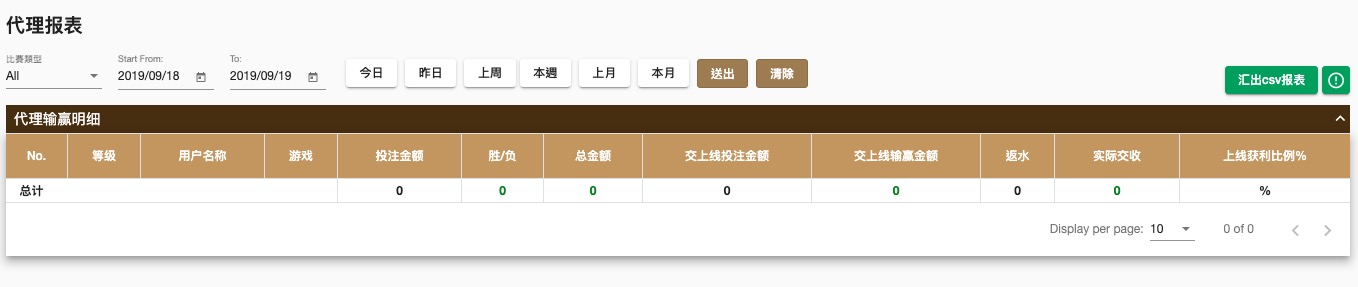 代理报表
比赛類型 Start From: To:
All 2019/09/18 2019/09/19 今日 昨日 上周 本週 上月 本月 送出 清除 汇出csv报表
代理输赢明细
No. 等级 用户名称 游戏 投注金额 胜/负 总金额 交上线投注金额 交上线输赢金额 返水 实际交收 上线获利比例%
总计 0 0 0 0 0 0 0 %
Display per page: 10 0 of 0